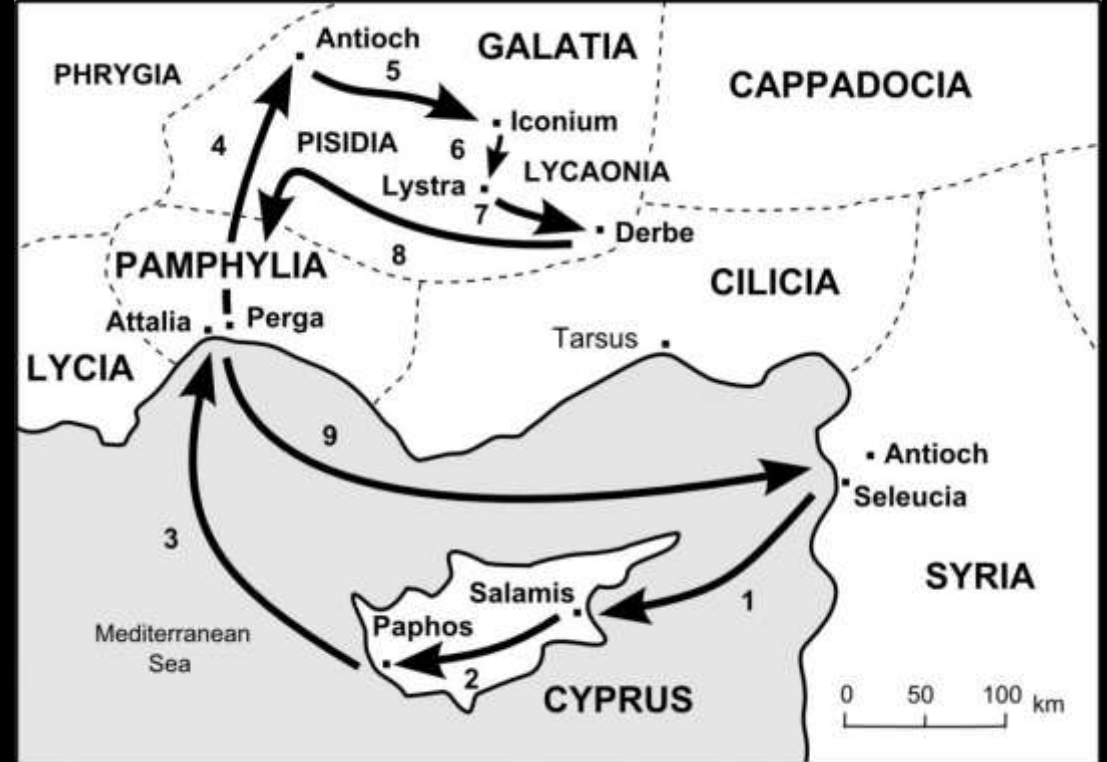 Antioch
GALATIA
5
PHRYGIA
CAPPADOCIA
Iconium
4
PISIDIA
6
LYCAONIA
Lystra
7
Derbe
8
PAMPHYLIA
CILICIA
Attalia
Perga
Tarsus
LYCIA
9
Antioch
Seleucia
3
SYRIA
Salamis
1
Paphos
Mediterranean
Sea
2
CYPRUS
0 50 100 km